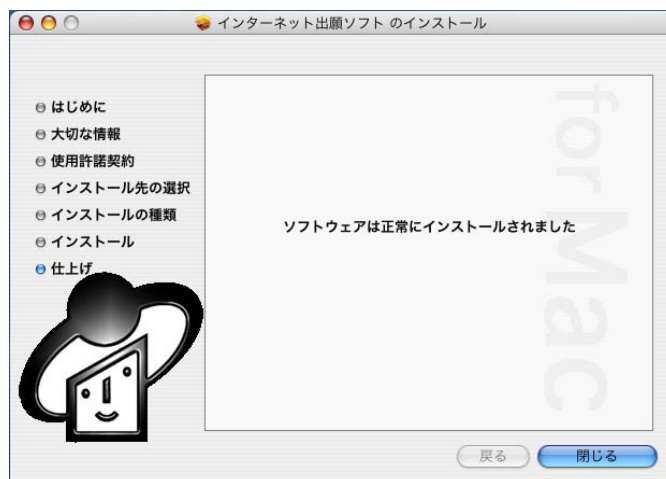 インターネット出願ソフト のインストール
はじめに
大切な情報
使用許諾契約
インストール先の選択
インストールの種類
インストール
仕上げ
ソフトウェアは正常にインストールされました
for Mac
戻る
閉じる